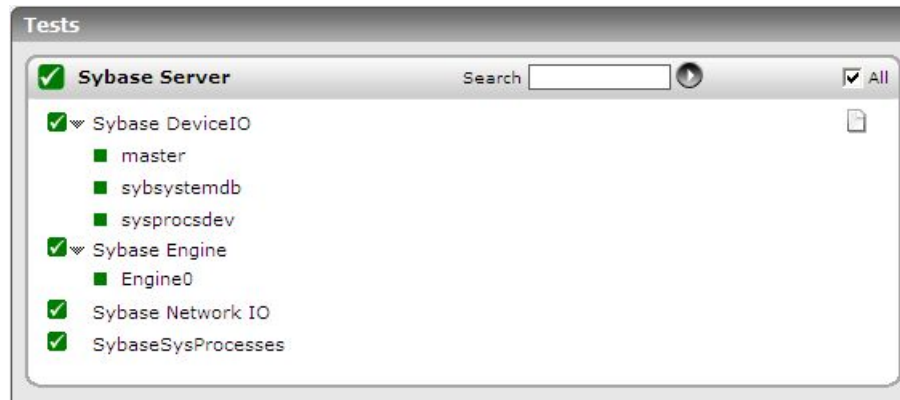 Tests
Sybase Server Search All
Sybase DeviceIO
master
sybsystemdb
sysprocsdev
Sybase Engine
Engine0
Sybase Network IO
SybaseSysProcesses